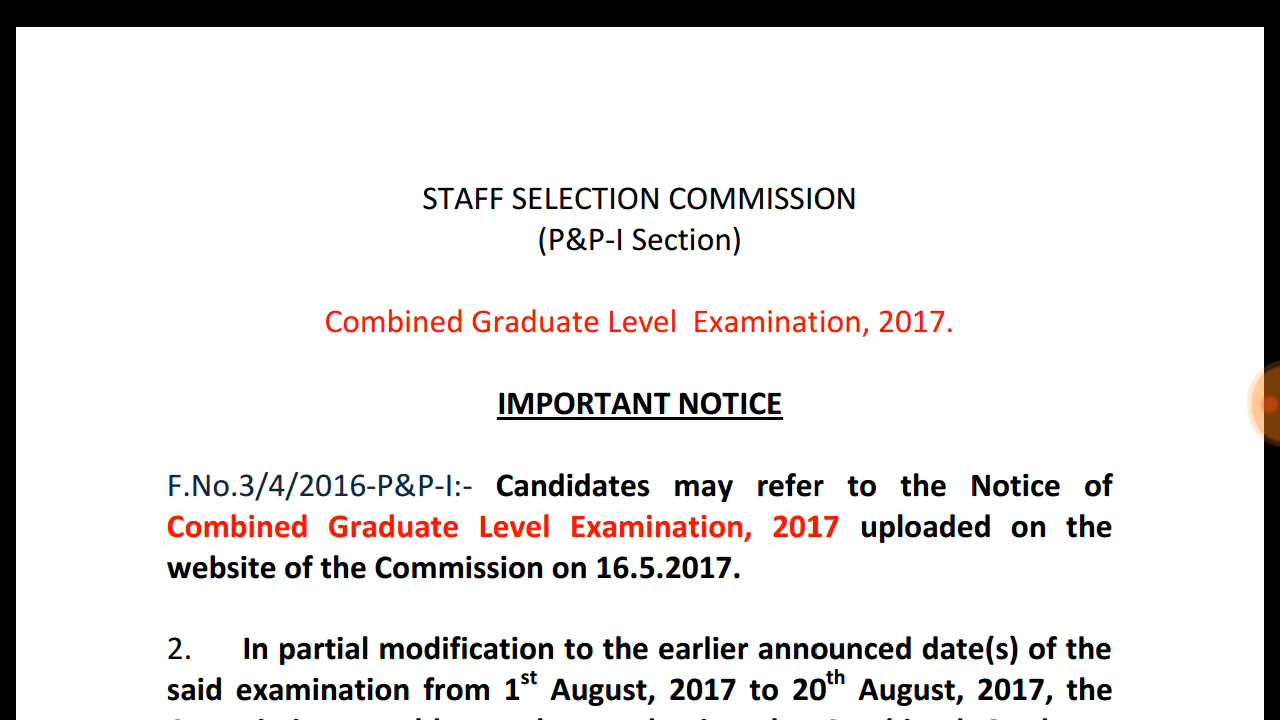 STAFF SELECTION COMMISSION
(P&P-I Section)
Combined Graduate Level Examination, 2017.
IMPORTANT NOTICE
F.No.3/4/2016-P&P-I:- Candidates may refer to the Notice of
Combined Graduate Level Examination, 2017 uploaded on the
website of the Commission on 16.5.2017.
2. In partial modification to the earlier announced date(s) of the
said examination from 1st August, 2017 to 20th August, 2017, the